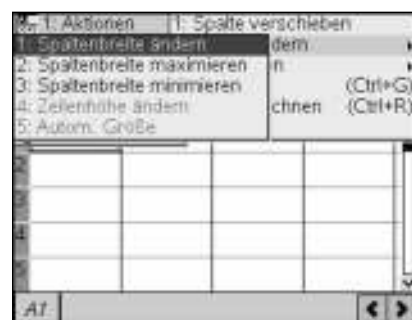 1: Aktionen 1: Spalte verschieben
1: Spaltenbreite ändern dern
2: Spaltenbreite maximieren n
3: Spaltenbreite minimieren (Ctrl+G)
4: Zeilenhöhe ändern chnen (Ctrl+R)
5: Autom. Größe
2
3
4
5
A1